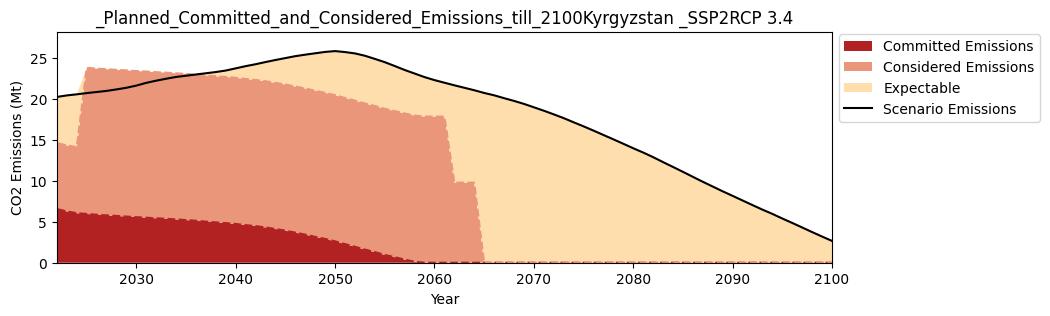 _Planned_Committed_and_Considered_Emissions_till_2100Kyrgyzstan _SSP2RCP 3.4
Committed Emissions
Considered Emissions
Expectable
Scenario Emissions
CO2 Emissions (Mt)
25
20
15
10
5
0
2030 2040 2050 2060 2070 2080 2090 2100
Year